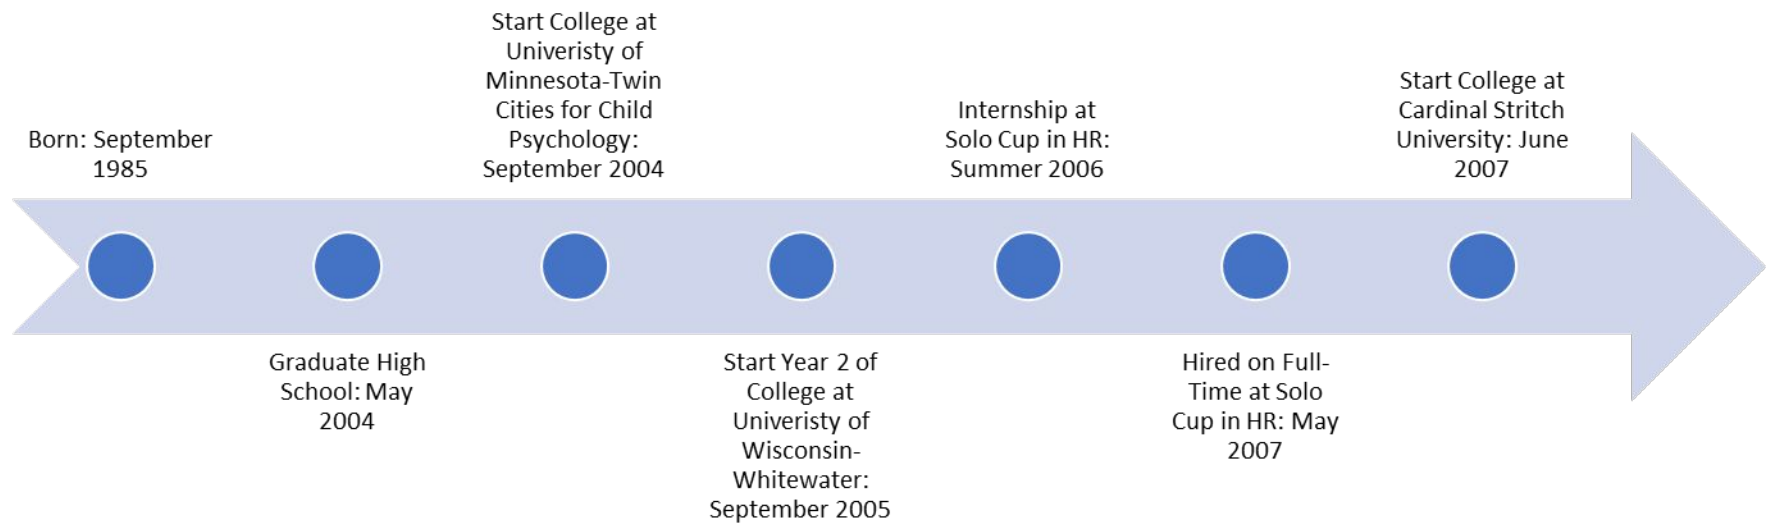 Born: September
1985
Graduate High
School: May
2004
Start College at
Univeristy of
Minnesota-Twin
Cities for Child
Psychology:
September 2004
Start Year 2 of
College at
Univeristy of
Wisconsin-
Whitewater:
September 2005
Internship at
Solo Cup in HR:
Summer 2006
Hired on Full-
Time at Solo
Cup in HR: May
2007
Start College at
Cardinal Stritch
University: June
2007